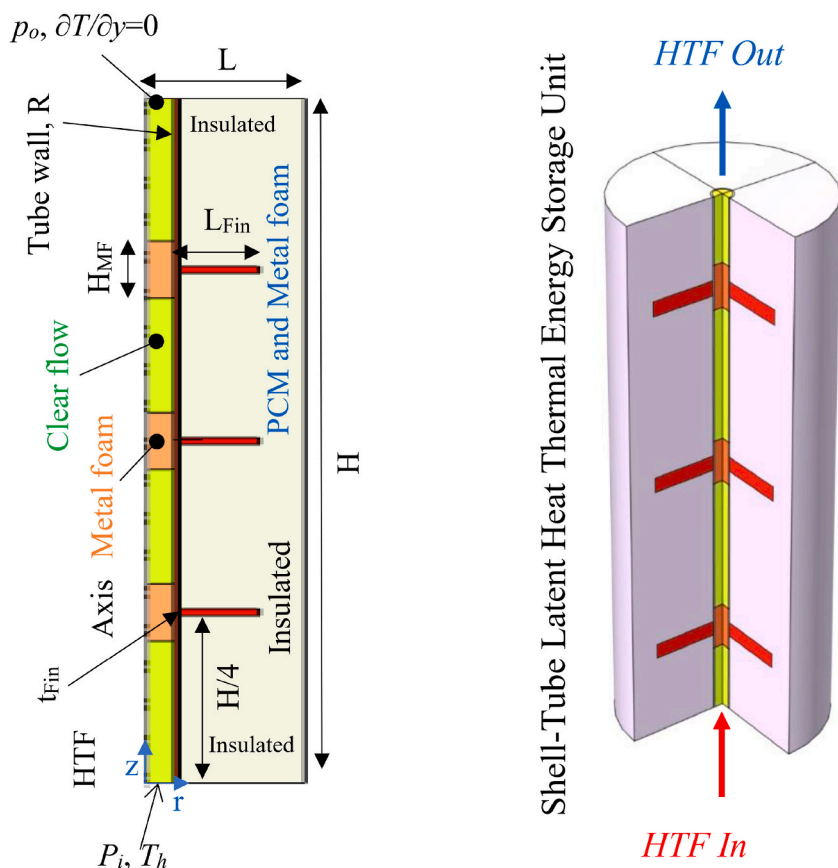 pₒ, ∂T/∂y=0
L
Tube wall, R
Insulated
L_Fin
H_MF
PCM and Metal foam
Clear flow
Metal foam
H
Axis
Insulated
t_Fin
H/4
HTF
Insulated
z
r
P_i, T_h
Shell-Tube Latent Heat Thermal Energy Storage Unit
HTF Out
HTF In